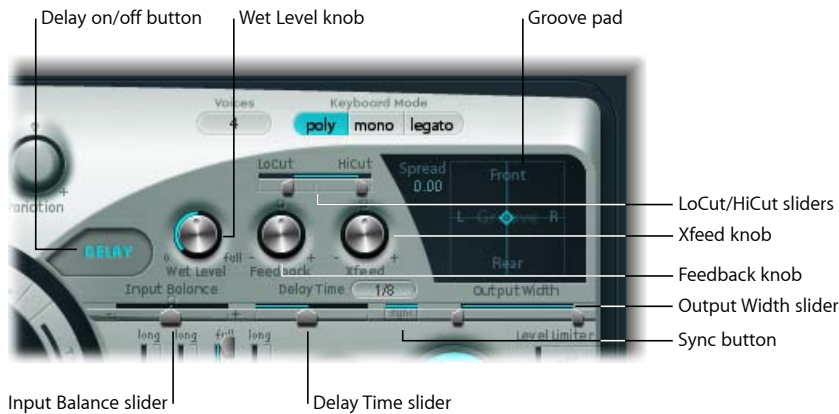 Delay on/off button
Wet Level knob
Groove pad
Voices
Keyboard Mode
4
poly mono legato
LoCut HiCut
Spread
0.00
Front
L Groove R
Rear
LoCut/HiCut sliders
Xfeed knob
Feedback knob
Output Width slider
Sync button
DELAY
0 full
Wet Level
- +
Feedback
- +
Xfeed
Input Balance
Delay Time 1/8
Output Width
- +
sync
long long full long
Level Limiter
Input Balance slider
Delay Time slider